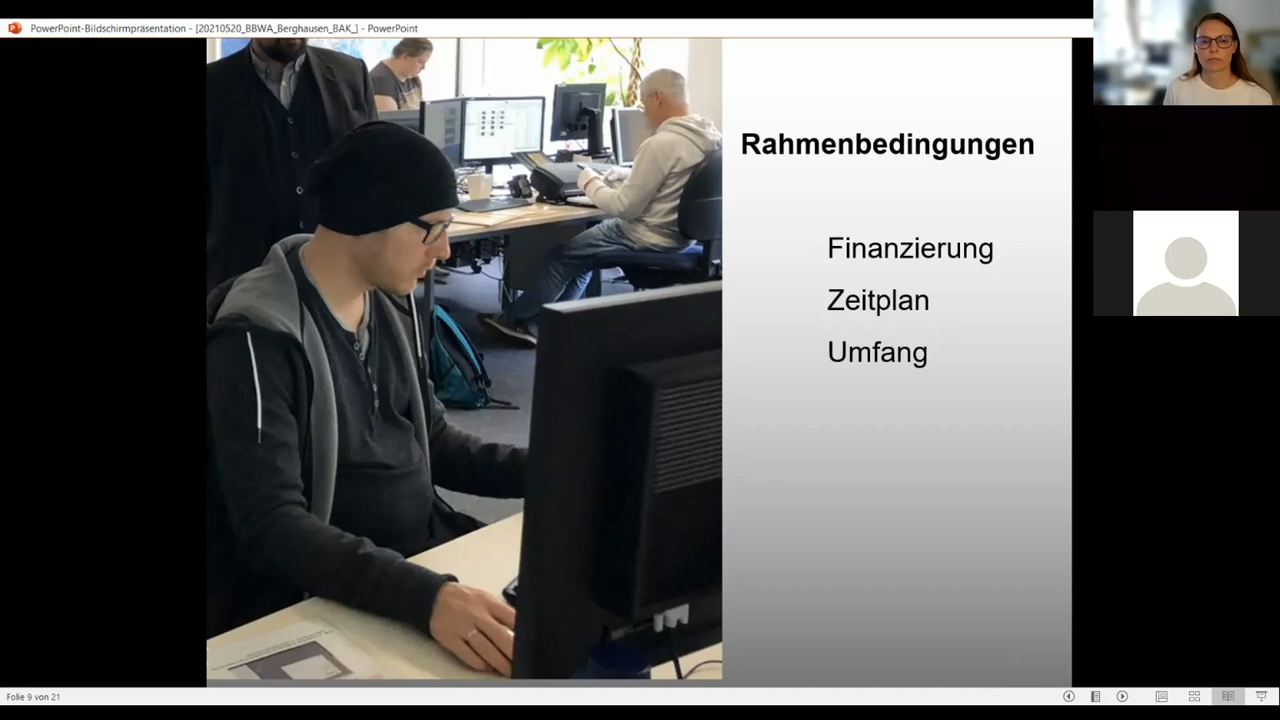 PowerPoint-Bildschirmpräsentation - [20210520_BBWA_Berghausen_BAK_] - PowerPoint
Rahmenbedingungen
Finanzierung
Zeitplan
Umfang
Folie 9 von 21